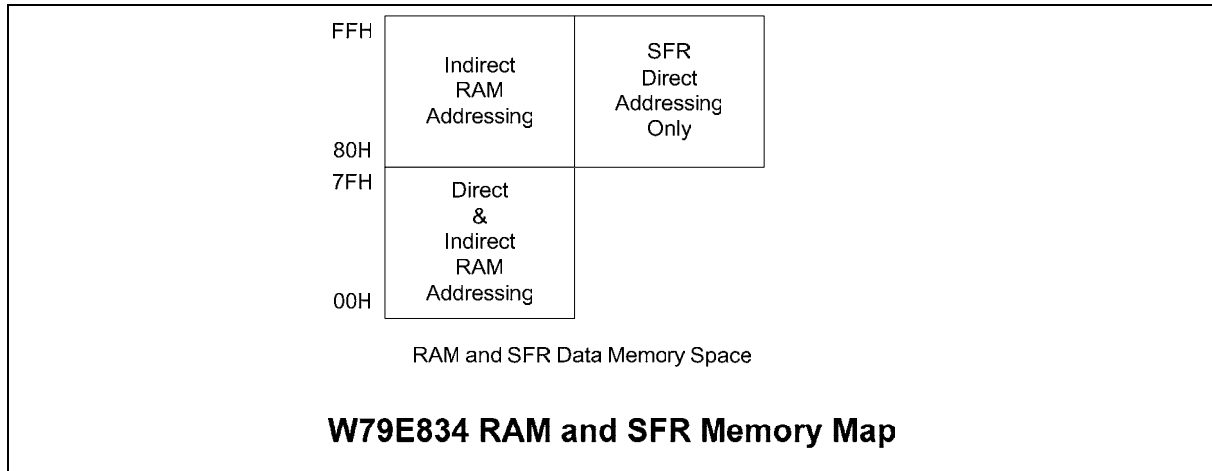 FFH
Indirect
RAM
Addressing
SFR
Direct
Addressing
Only
80H
7FH
Direct
&
Indirect
RAM
Addressing
00H
RAM and SFR Data Memory Space
W79E834 RAM and SFR Memory Map